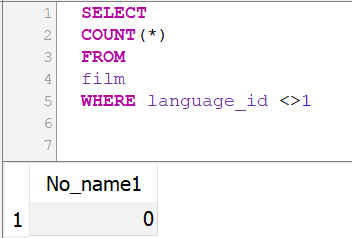 1 SELECT
2 COUNT(*)
3 FROM
4 film
5 WHERE language_id <>1
6
7
No_name1
1 0